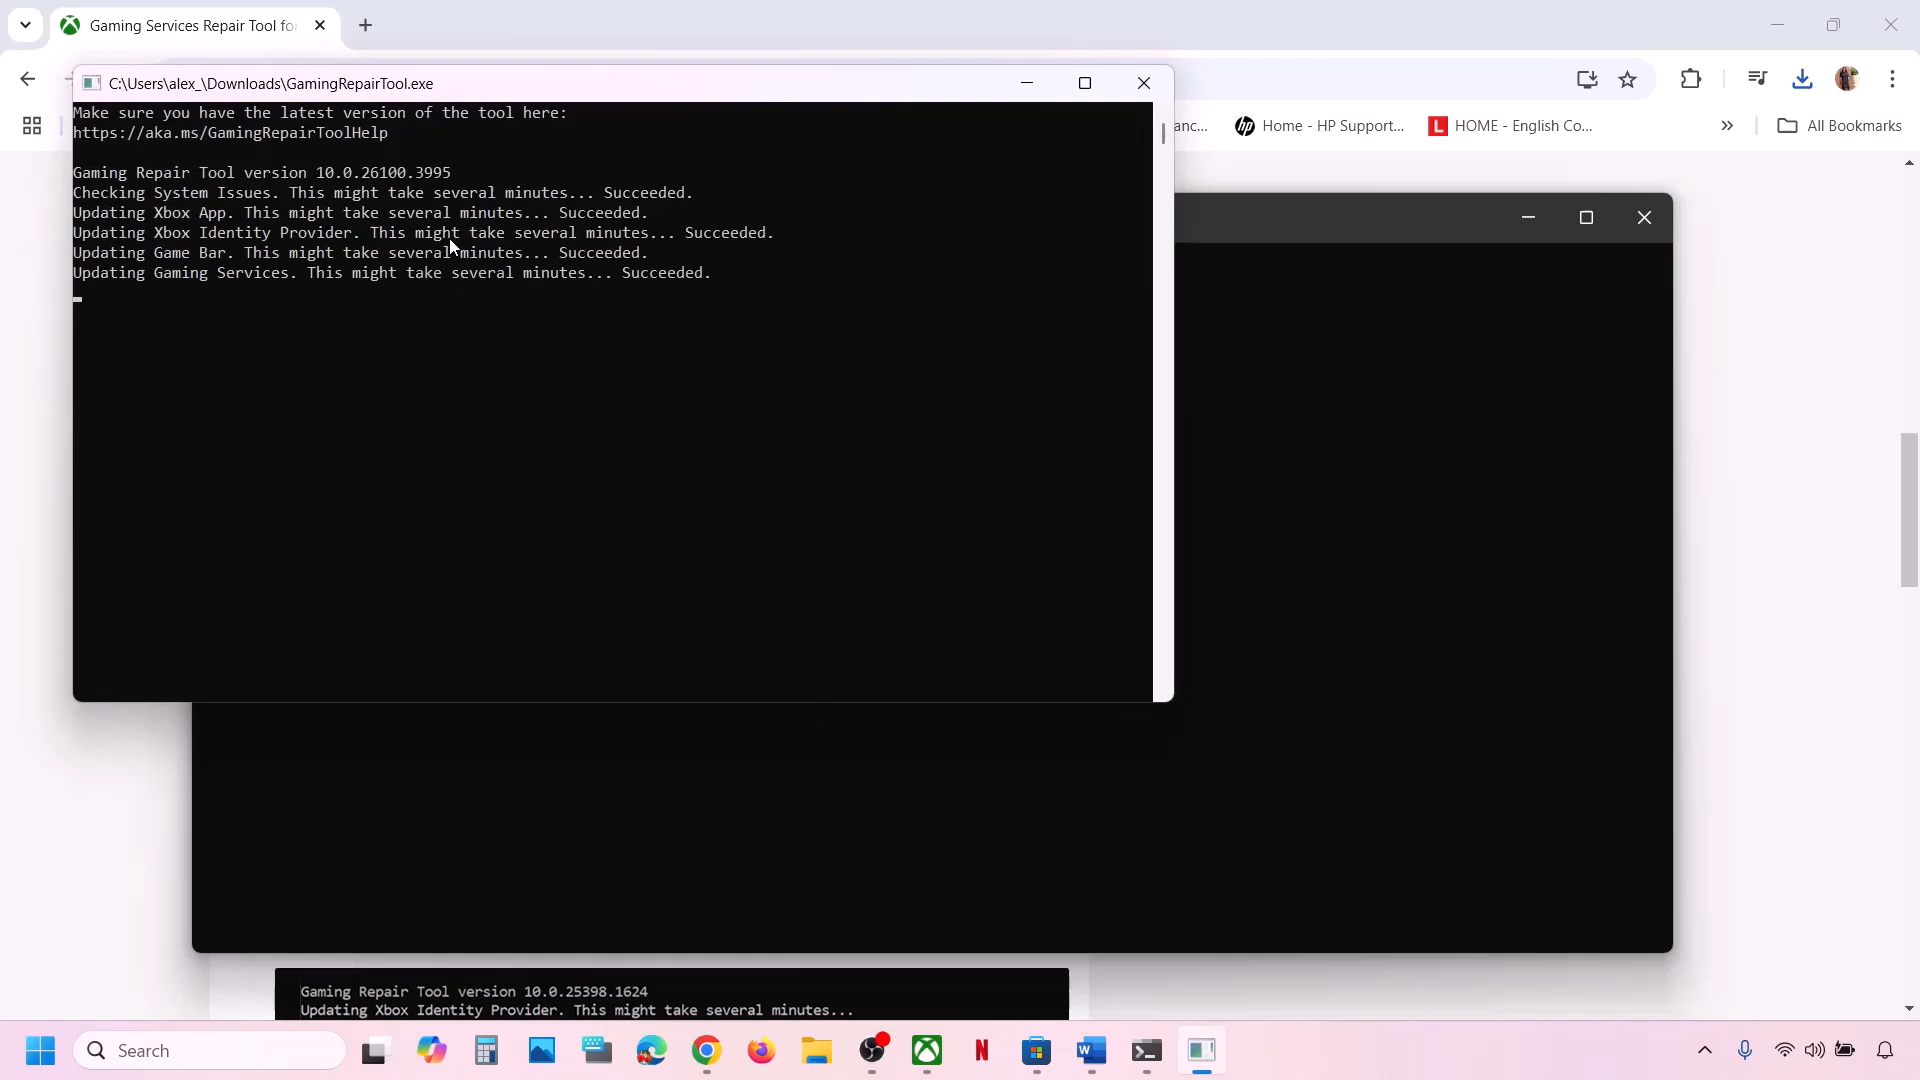 Gaming Services Repair Tool fo
C:\Users\alex_\Downloads\GamingRepairTool.exe
anc...
Home - HP Support...
HOME - English Co...
All Bookmarks
Make sure you have the latest version of the tool here:
https://aka.ms/GamingRepairToolHelp
Gaming Repair Tool version 10.0.26100.3995
Checking System Issues. This might take several minutes... Succeeded.
Updating Xbox App. This might take several minutes... Succeeded.
Updating Xbox Identity Provider. This might take several minutes... Succeeded.
Updating Game Bar. This might take several minutes... Succeeded.
Updating Gaming Services. This might take several minutes... Succeeded.
Gaming Repair Tool version 10.0.25398.1624
Updating Xbox Identity Provider. This might take several minutes...
Search